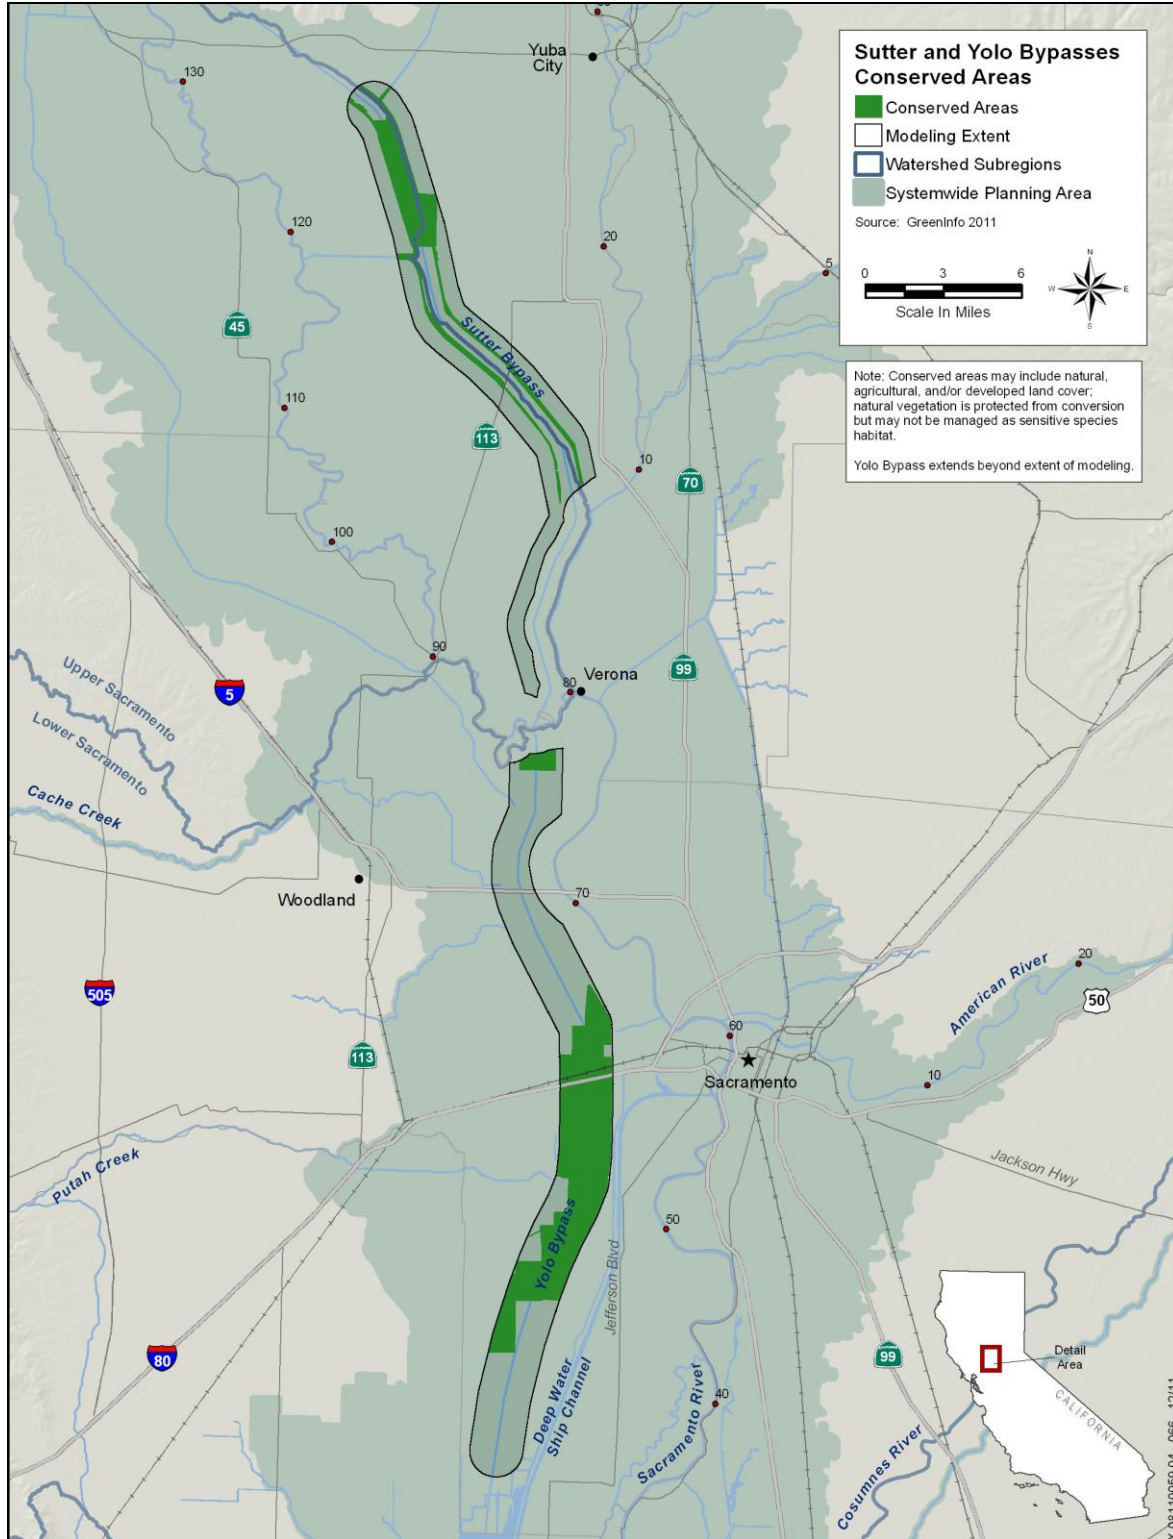 Yuba
City
130
120
20
5
45
Sutter Bypass
110
113
10
70
100
90
80
Verona
99
5
Upper Sacramento
Lower Sacramento
Cache Creek
Woodland
70
505
113
60
Sacramento
American River
20
50
10
Jackson Hwy
Putah Creek
50
Yolo Bypass
Jefferson Blvd
80
Deep Water
Ship Channel
Sacramento River
40
99
Cosumnes River
Sutter and Yolo Bypasses
Conserved Areas
Conserved Areas
Modeling Extent
Watershed Subregions
Systemwide Planning Area
Source: GreenInfo 2011
0 3 6
Scale In Miles
N
W E
S
Note: Conserved areas may include natural,
agricultural, and/or developed land cover;
natural vegetation is protected from conversion
but may not be managed as sensitive species
habitat.
Yolo Bypass extends beyond extent of modeling.
Detail
Area
CALIFORNIA